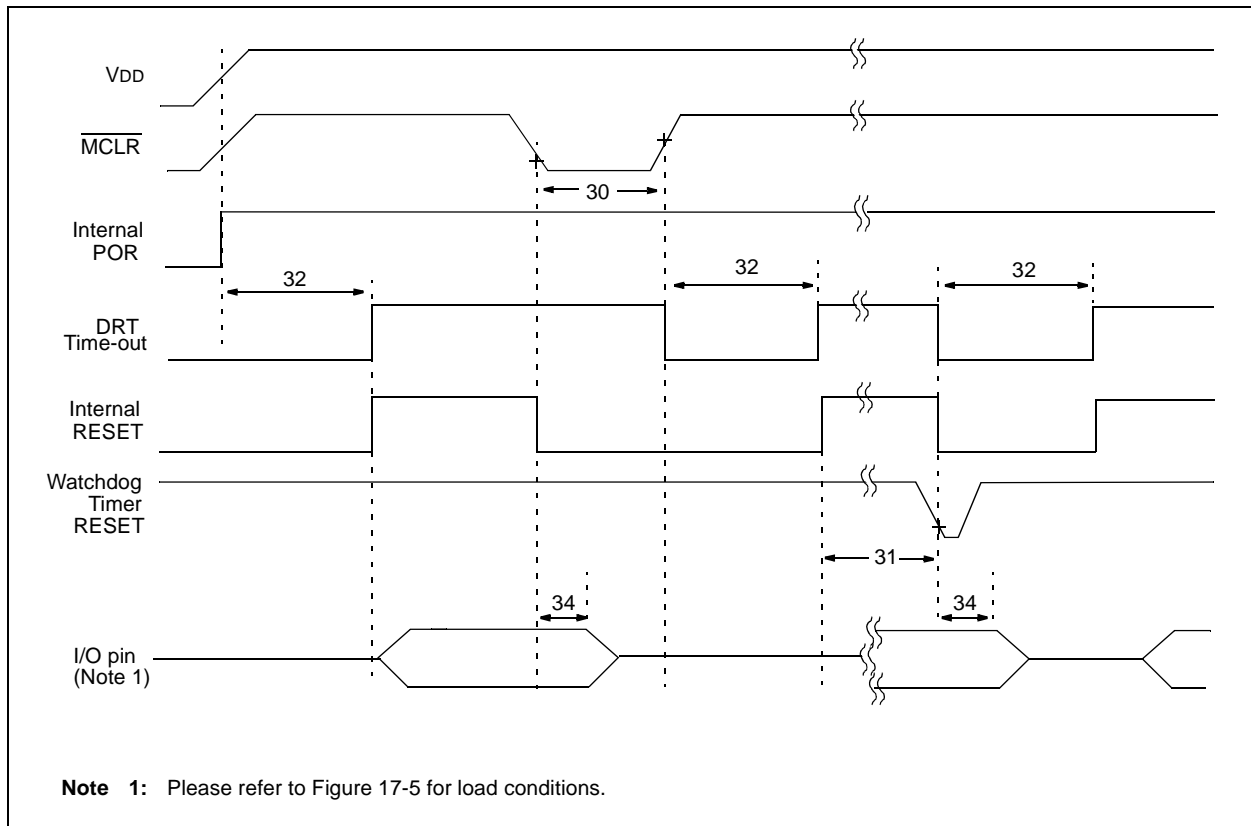 VDD
MCLR
30
Internal
POR
32
32
32
DRT
Time-out
Internal
RESET
Watchdog
Timer
RESET
31
34
34
I/O pin
(Note 1)
Note 1: Please refer to Figure 17-5 for load conditions.